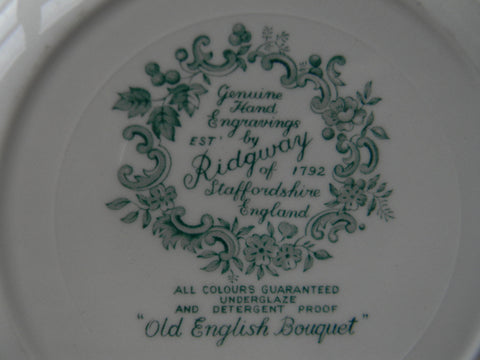 Genuine
Hand
Engravings
EST' by
Ridgway
of 1792
Staffordshire
England
ALL COLOURS GUARANTEED
UNDERGLAZE
AND DETERGENT PROOF
"Old English Bouquet"